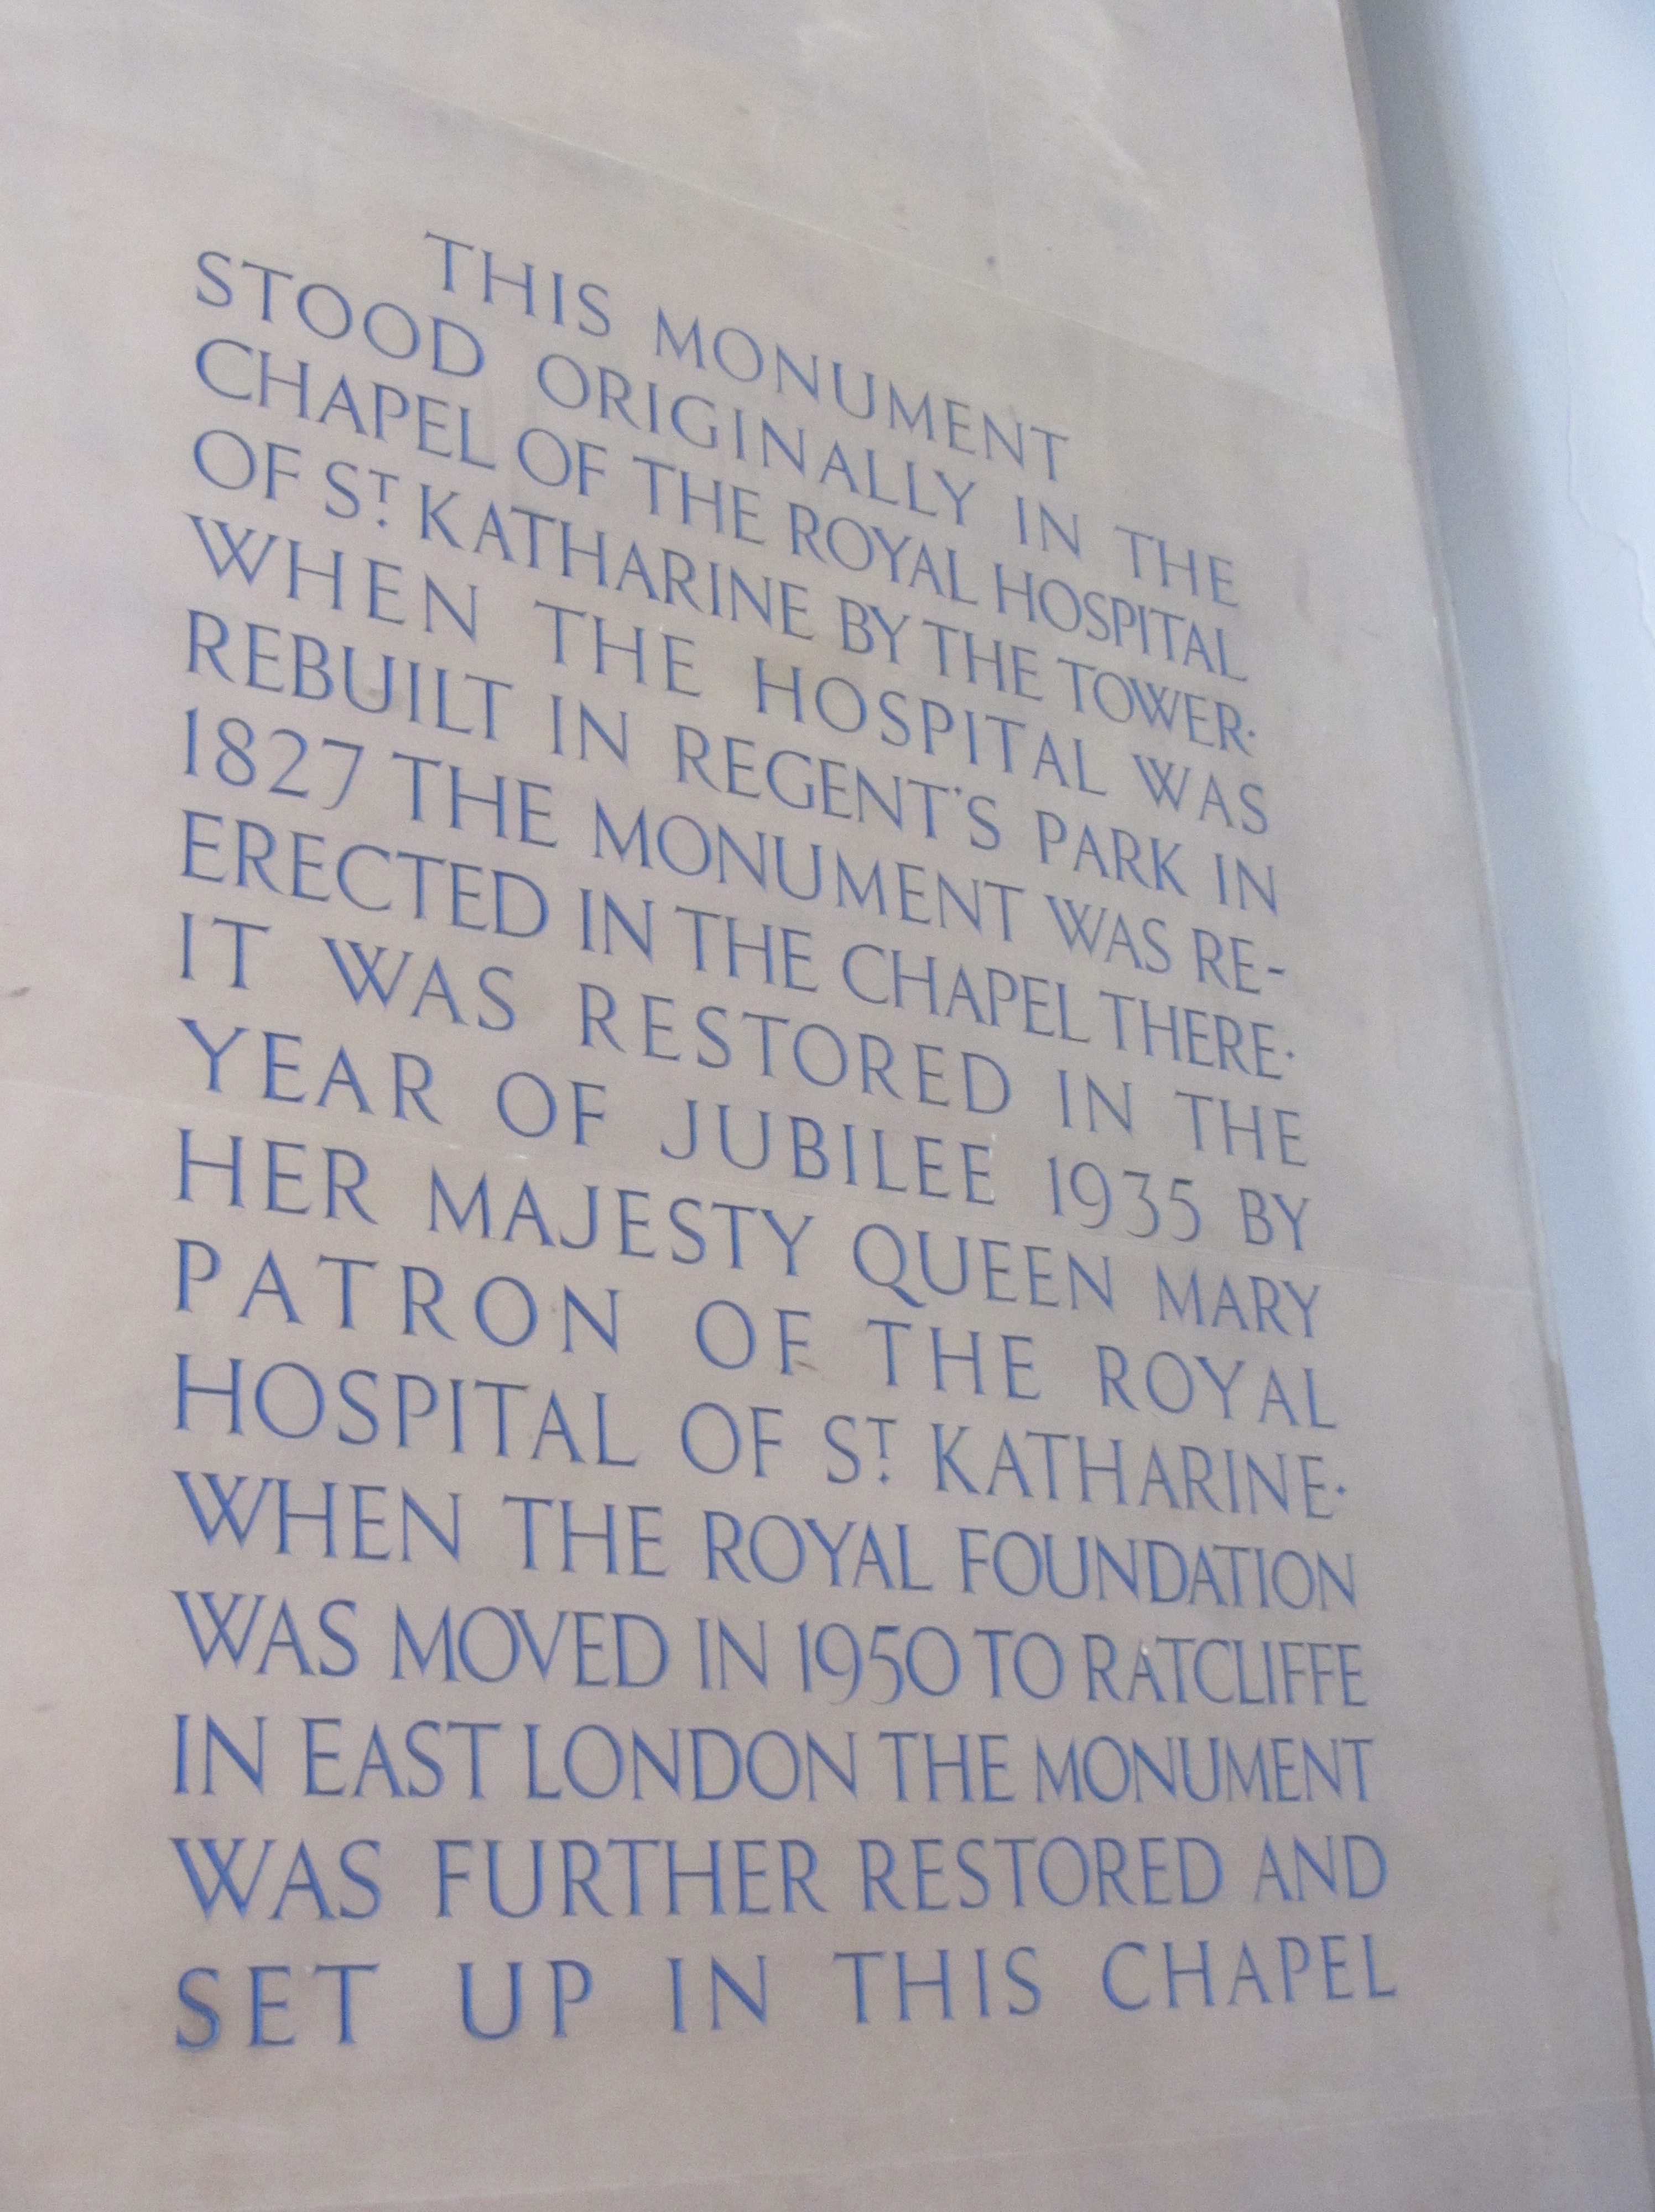 THIS MONUMENT
STOOD ORIGINALLY IN THE
CHAPEL OF THE ROYAL HOSPITAL
OF ST. KATHARINE BY THE TOWER·
WHEN THE HOSPITAL WAS
REBUILT IN REGENT'S PARK IN
1827 THE MONUMENT WAS RE-
ERECTED IN THE CHAPEL THERE·
IT WAS RESTORED IN THE
YEAR OF JUBILEE 1935 BY
HER MAJESTY QUEEN MARY
PATRON OF THE ROYAL
HOSPITAL OF ST. KATHARINE·
WHEN THE ROYAL FOUNDATION
WAS MOVED IN 1950 TO RATCLIFFE
IN EAST LONDON THE MONUMENT
WAS FURTHER RESTORED AND
SET UP IN THIS CHAPEL